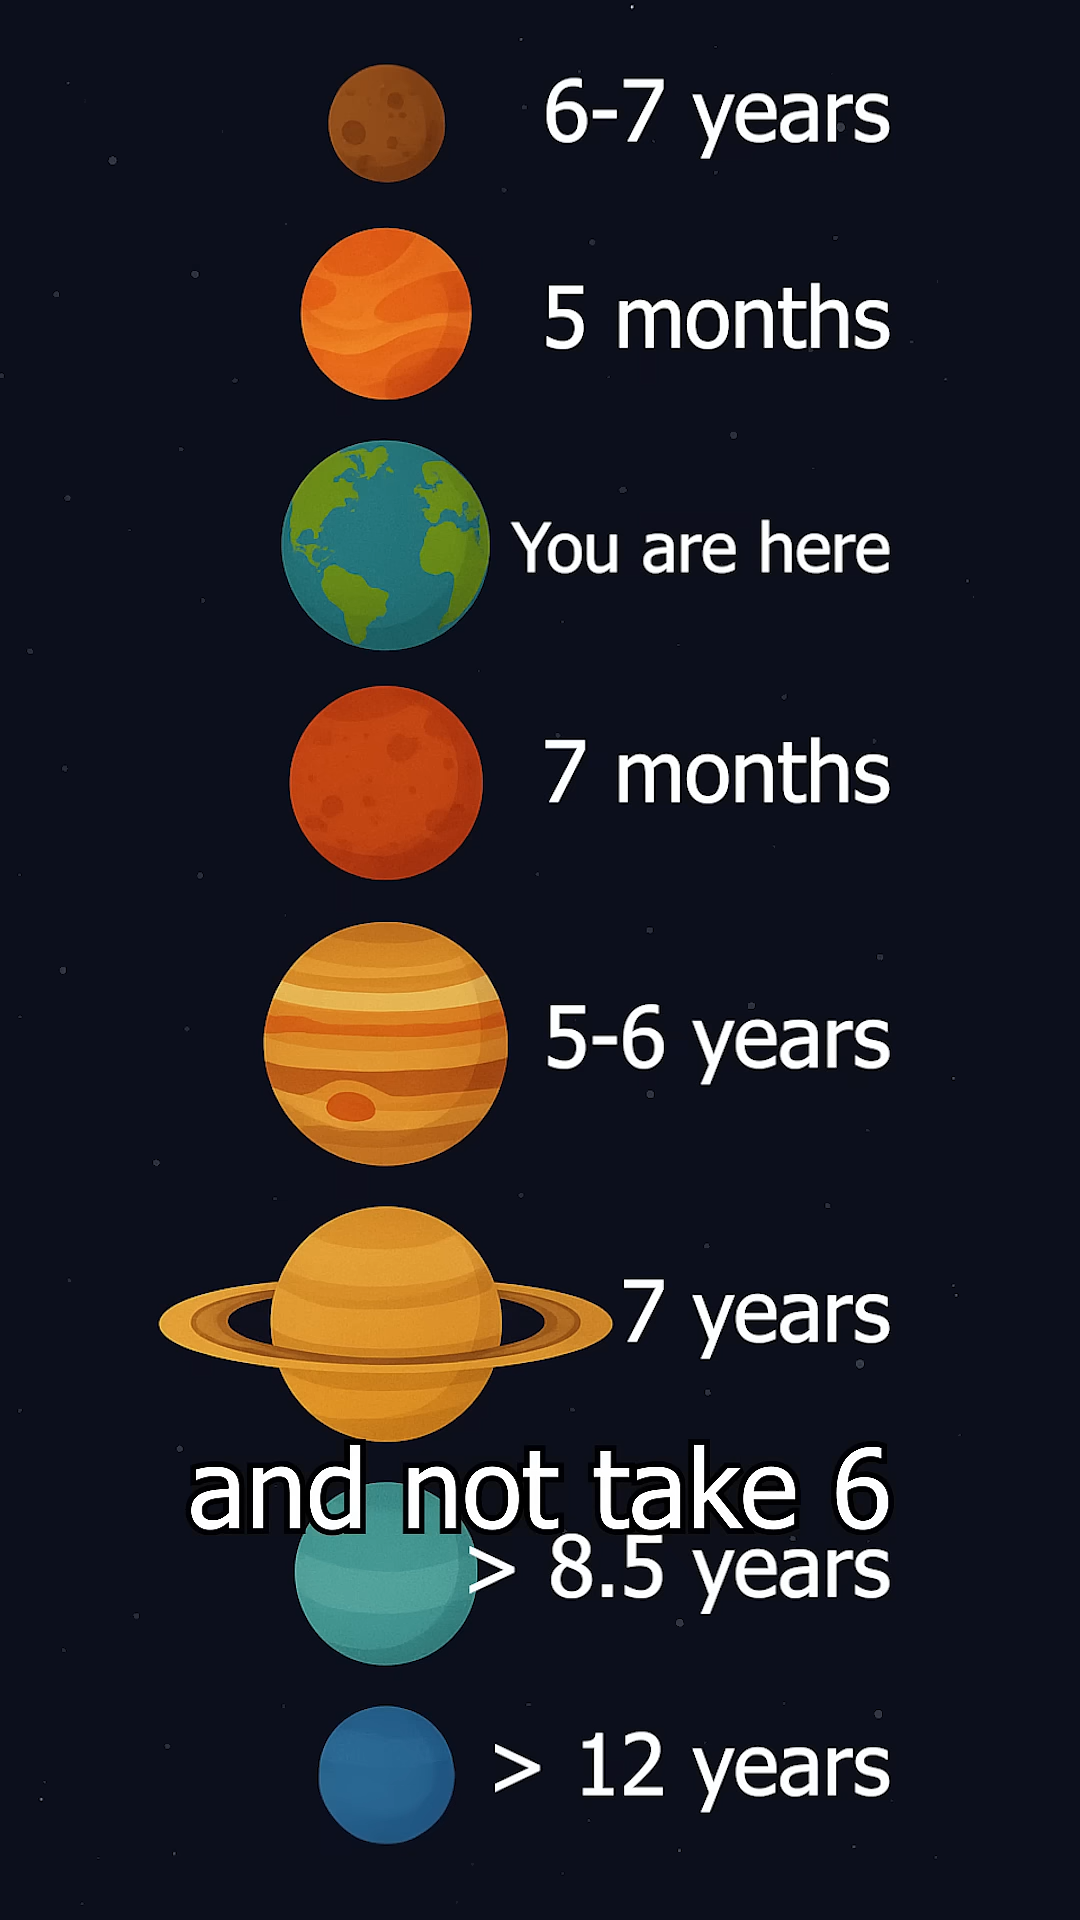 6-7 years
5 months
You are here
7 months
5-6 years
7 years
and not take 6
> 8.5 years
> 12 years